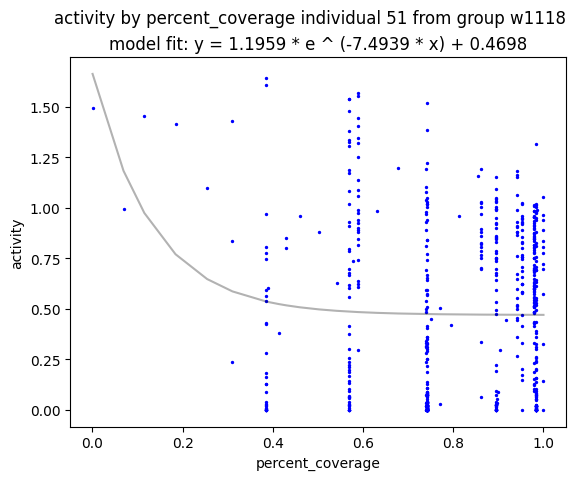 activity by percent_coverage individual 51 from group w1118
model fit: y = 1.1959 * e ^ (-7.4939 * x) + 0.4698
1.50
1.25
1.00
0.75
0.50
0.25
0.00
activity
0.0 0.2 0.4 0.6 0.8 1.0
percent_coverage